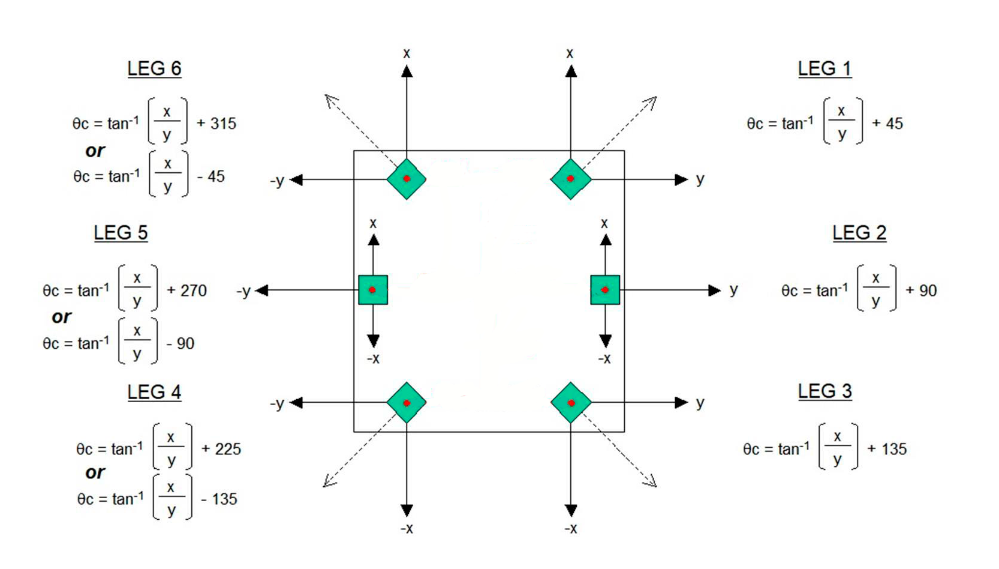 LEG 6
θc = tan-1 [x/y] + 315
or
θc = tan-1 [x/y] - 45
LEG 5
θc = tan-1 [x/y] + 270
or
θc = tan-1 [x/y] - 90
LEG 4
θc = tan-1 [x/y] + 225
or
θc = tan-1 [x/y] - 135
x
x
-y
y
x
x
-y
y
-x
-x
-y
y
-x
-x
LEG 1
θc = tan-1 [x/y] + 45
LEG 2
θc = tan-1 [x/y] + 90
LEG 3
θc = tan-1 [x/y] + 135